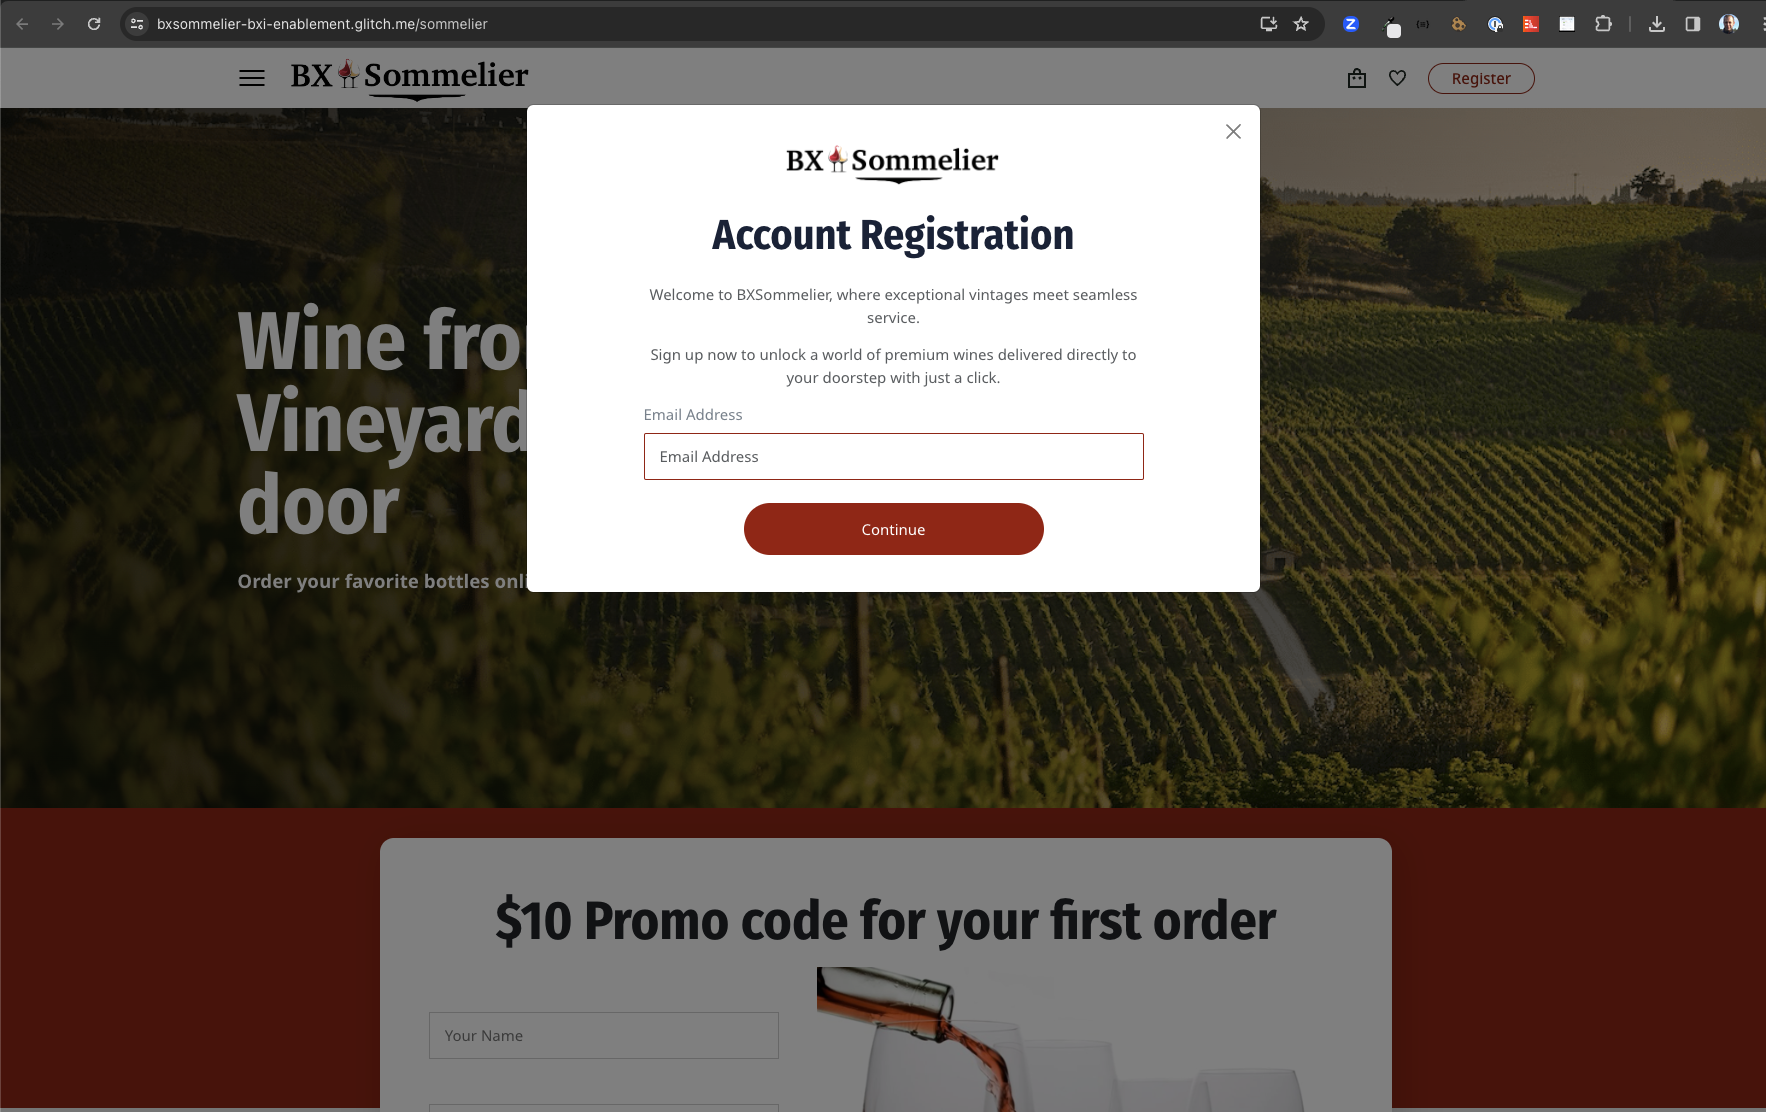 bxsommelier-bxi-enablement.glitch.me/sommelier
BX Sommelier
Register
BX Sommelier
Account Registration
Welcome to BXSommelier, where exceptional vintages meet seamless
service.
Sign up now to unlock a world of premium wines delivered directly to
your doorstep with just a click.
Email Address
Email Address
Continue
Wine
Vineyard
door
Order your favorite bottles
$10 Promo code for your first order
Your Name